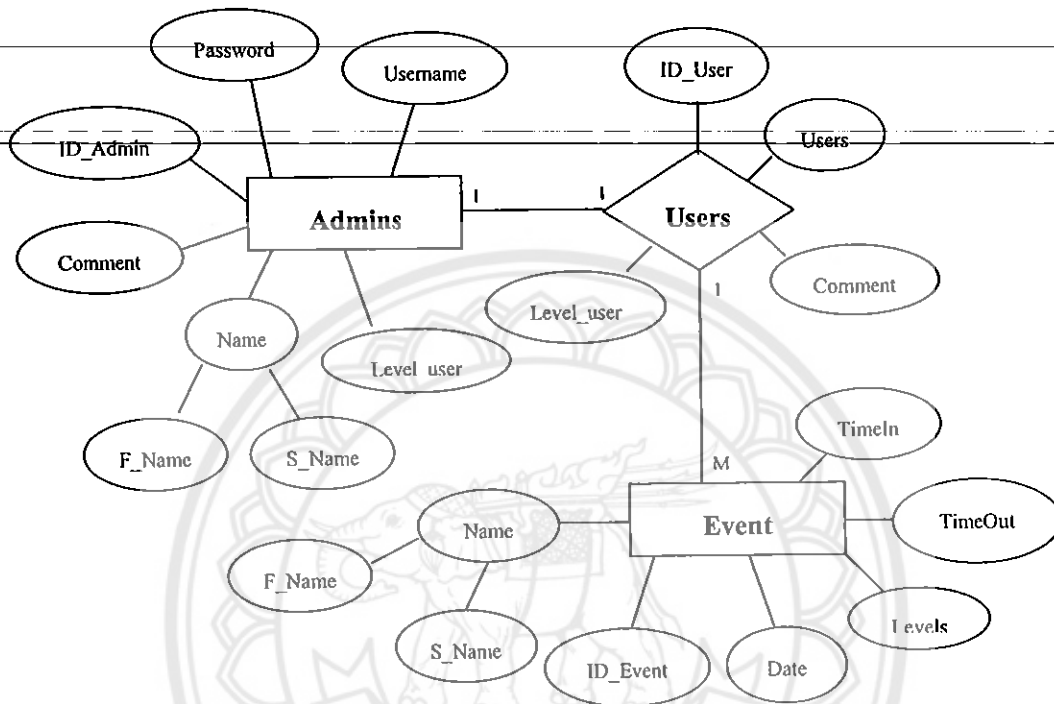 Password
Username
ID_User
ID_Admin
Users
Admins
1
1
Users
Comment
Level_user
1
Comment
Name
Level_user
F_Name
S_Name
TimeIn
M
Name
Event
TimeOut
F_Name
S_Name
ID_Event
Date
Levels